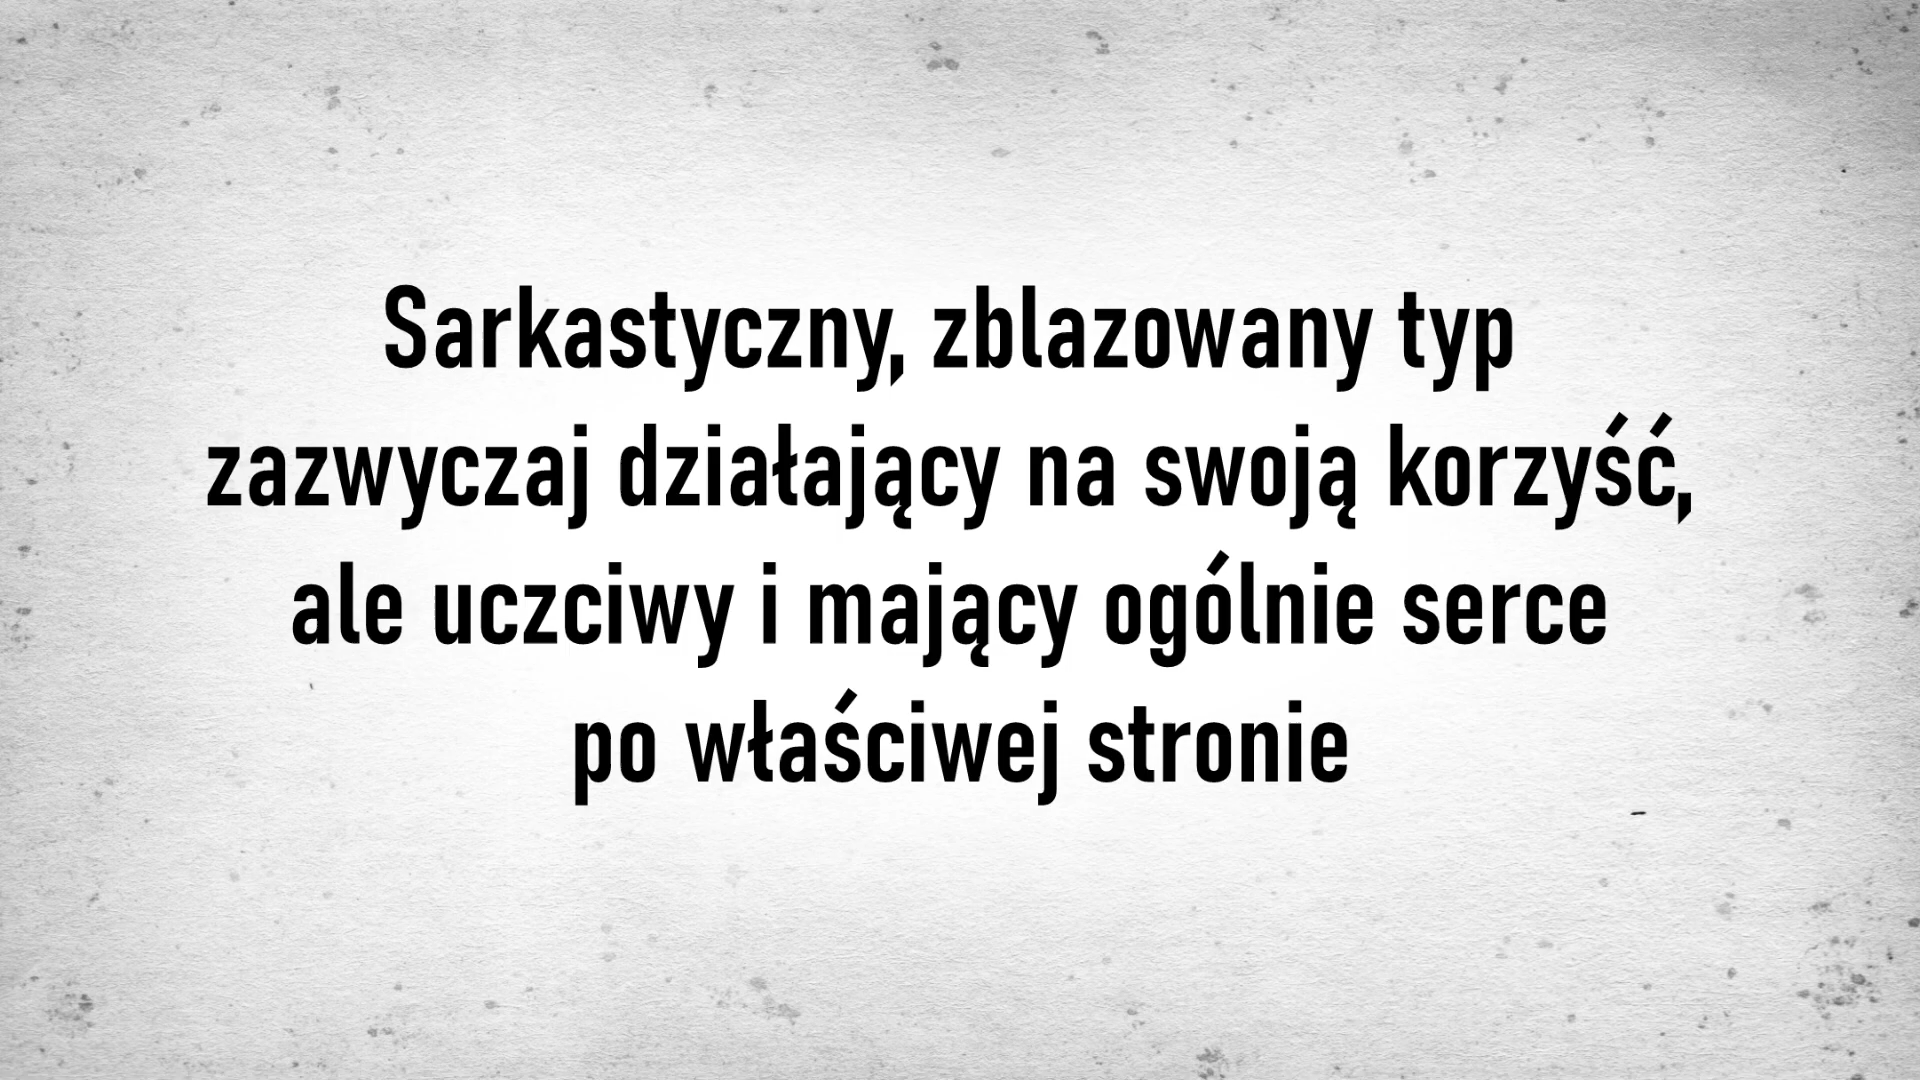 Sarkastyczny, zblazowany typ
zazwyczaj działający na swoją korzyść,
ale uczciwy i mający ogólnie serce
po właściwej stronie